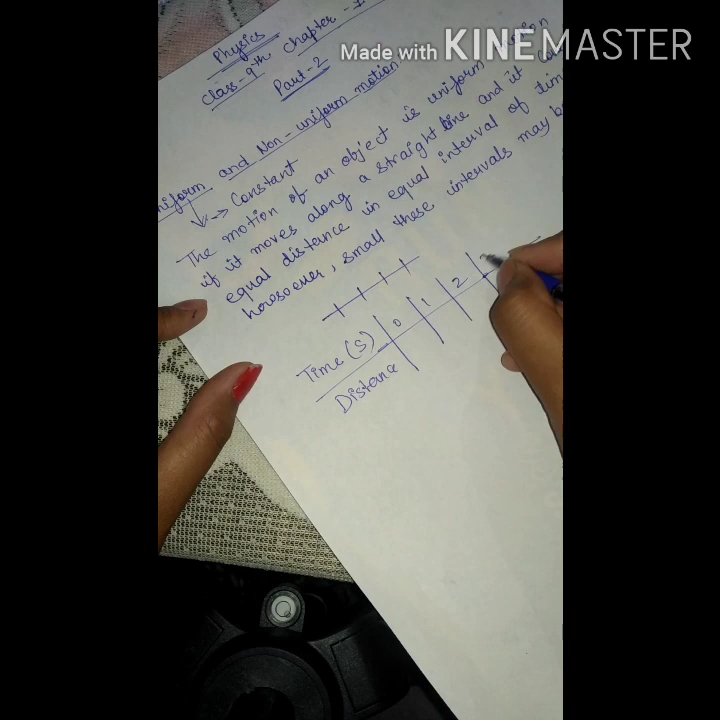 Made with KINEMASTER
Physics
Class - 9th Chapter -
Part - 2
and Non - uniform motion
→ Constant
The motion of an object is uniform
if it moves along a straight line and it
equal distance in equal interval of
howsoever, small these intervals may be
Time (S) 0 1 2
Distance